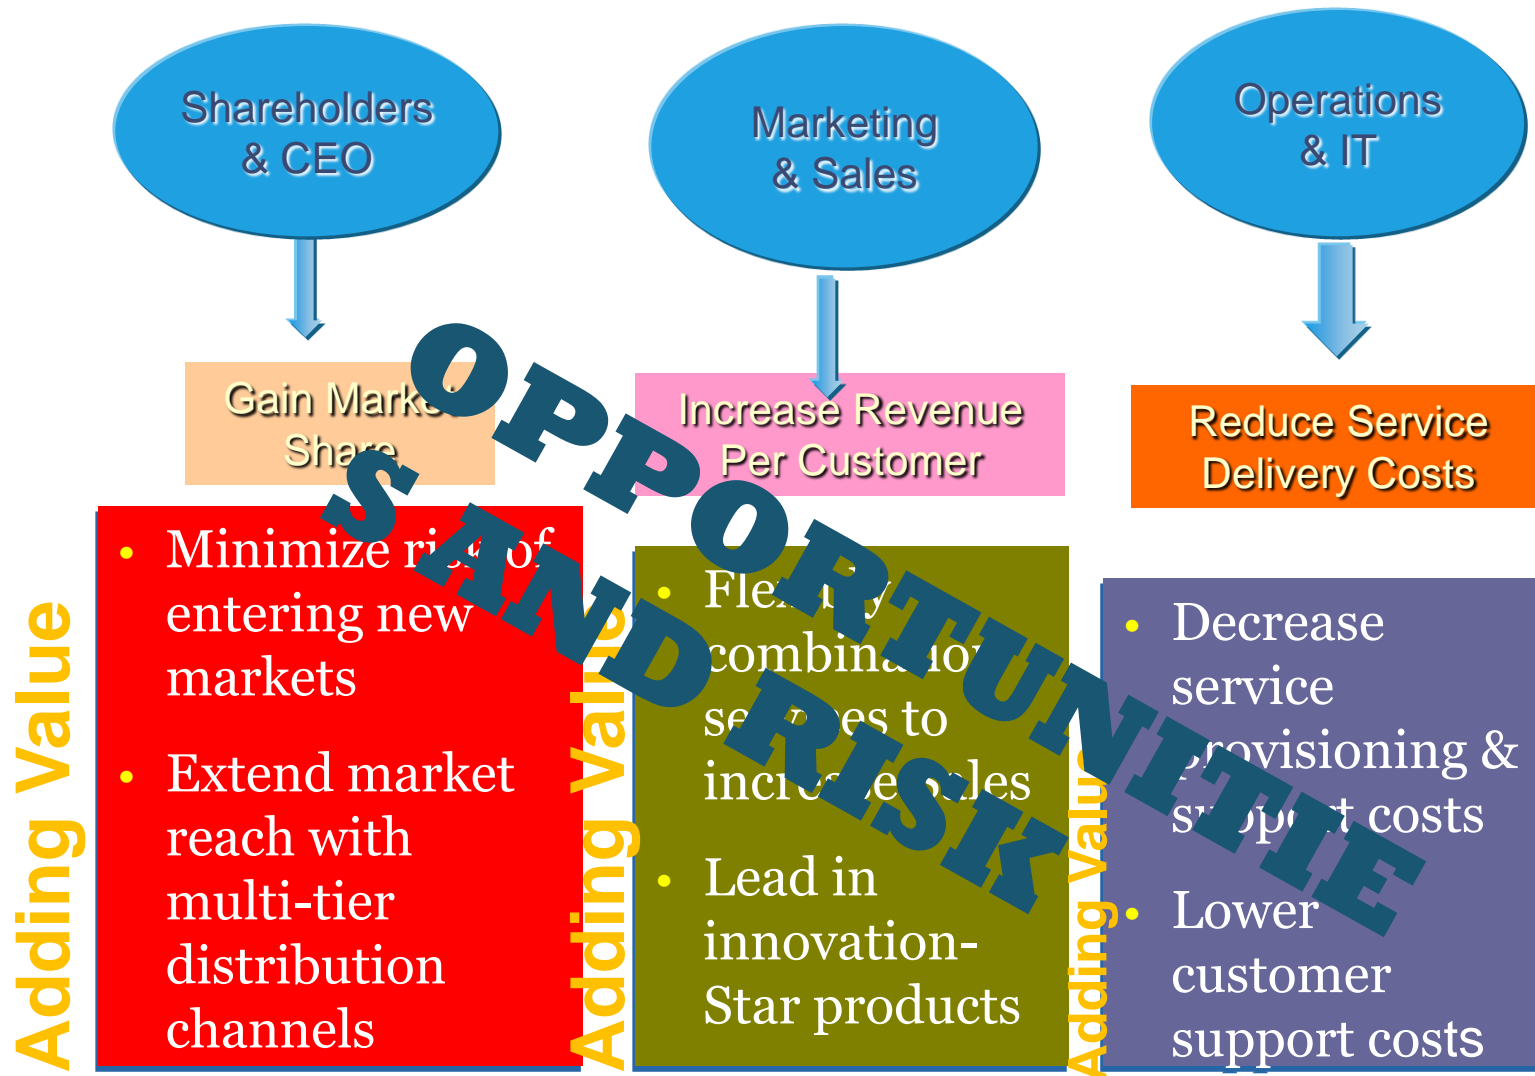 Shareholders
& CEO
Gain Market
Share
Adding Value
• Minimize risk of
entering new
markets
• Extend market
reach with
multi-tier
distribution
channels
Marketing
& Sales
Increase Revenue
Per Customer
Adding Value
• Flexibly
combination
services to
increase sales
• Lead in
innovation-
Star products
Operations
& IT
Reduce Service
Delivery Costs
Adding Value
• Decrease
service
provisioning &
support costs
• Lower
customer
support costs
OPPORTUNITIE
S AND RISK